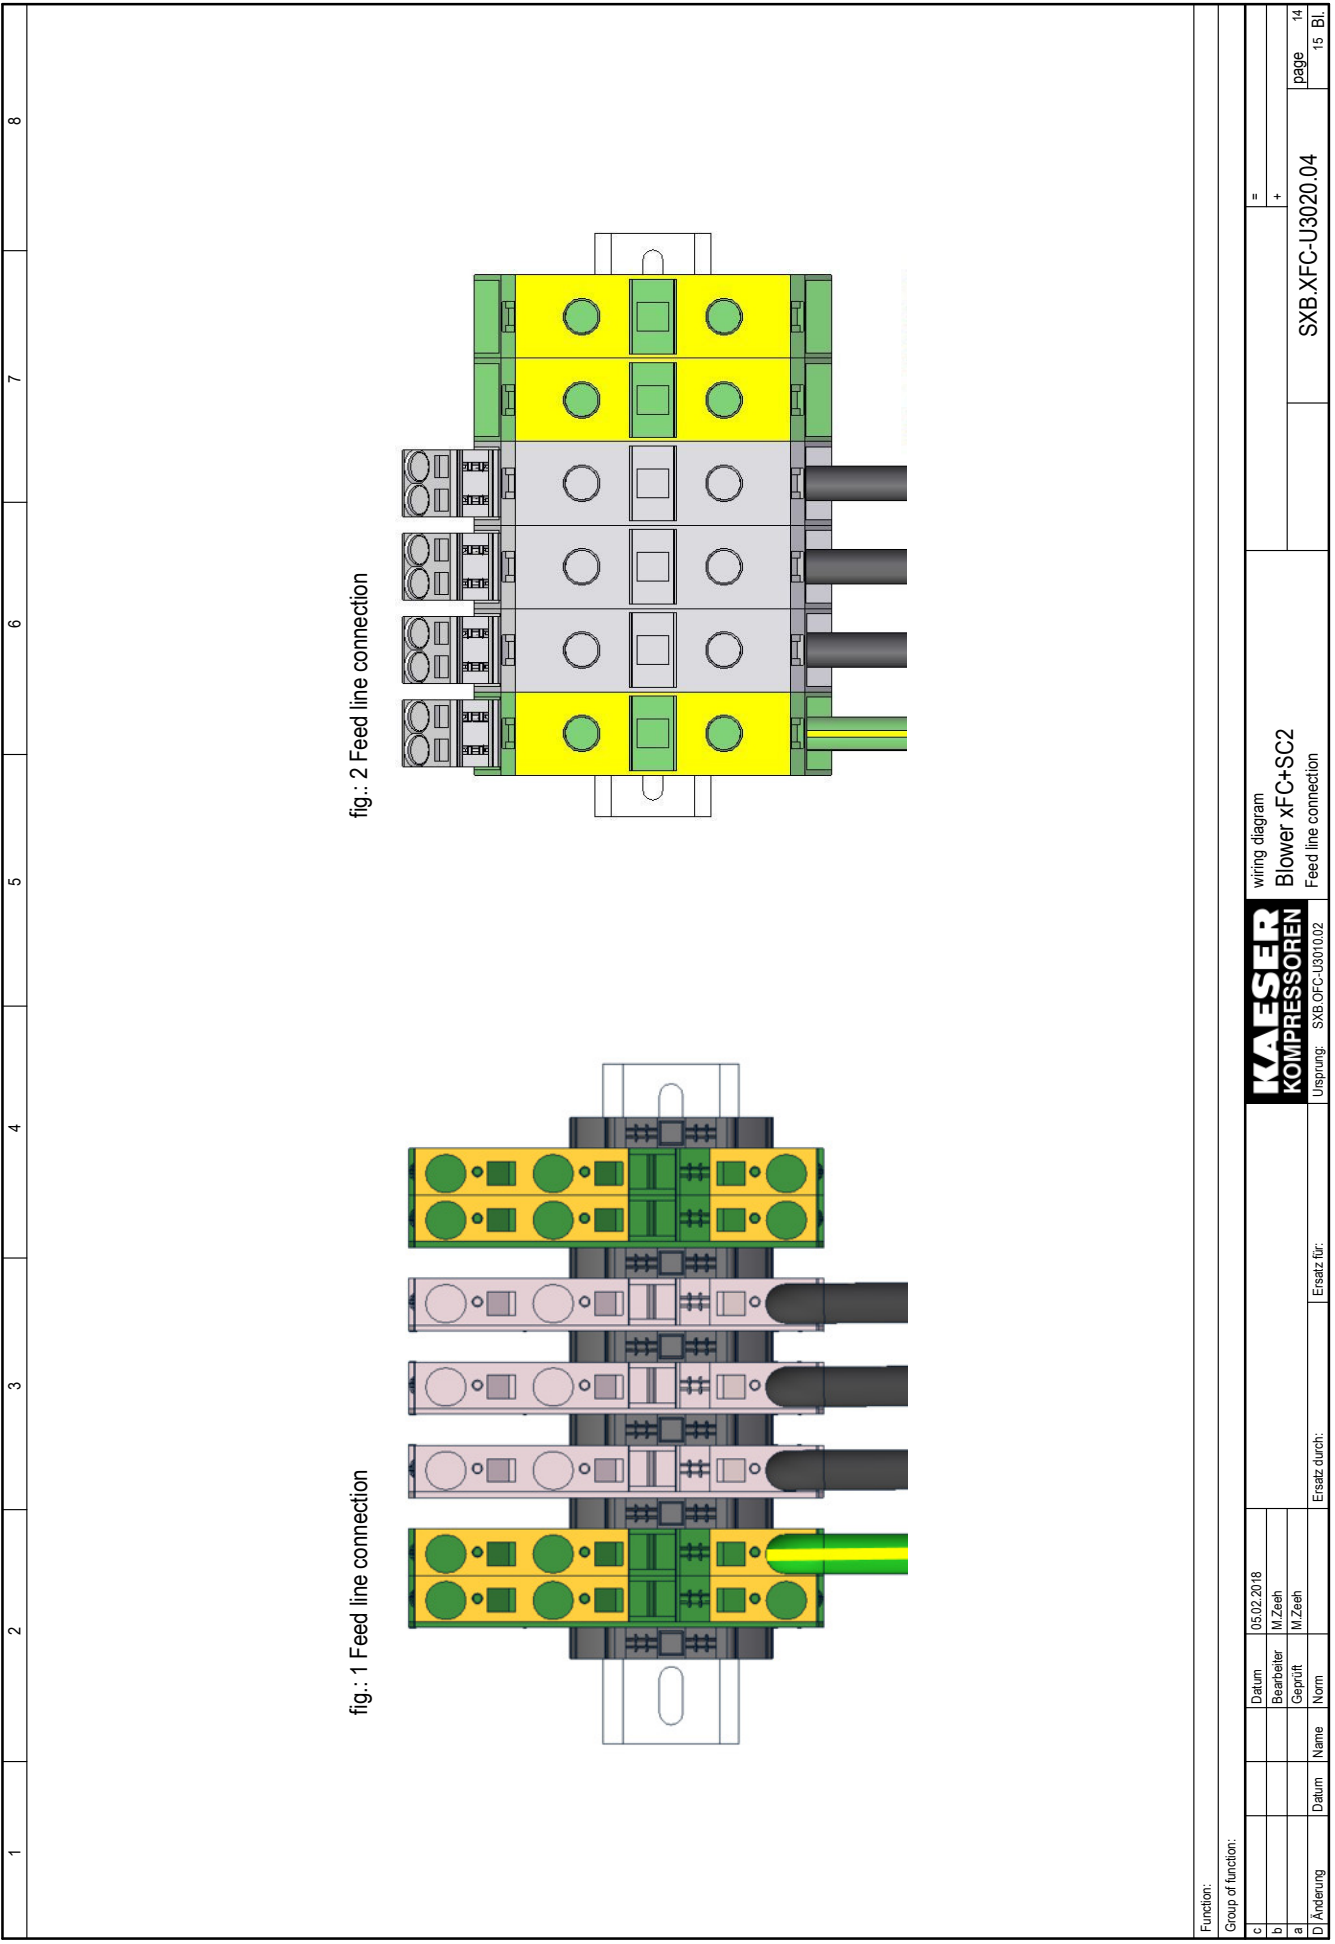 1
2
3
4
5
6
7
8
fig.: 1 Feed line connection
fig.: 2 Feed line connection
Function:
Group of function:
c
Datum
05.02.2018
wiring diagram
=
b
Bearbeiter
M.Zeeh
KAESER
Blower xFC+SC2
+
a
Geprüft
M.Zeeh
KOMPRESSOREN
SXB.XFC-U3020.04
page
14
D
Änderung
Datum
Name
Norm
Ersatz durch:
Ersatz für:
Ursprung:
SXB.OFC-U3010.02
Feed line connection
15 Bl.